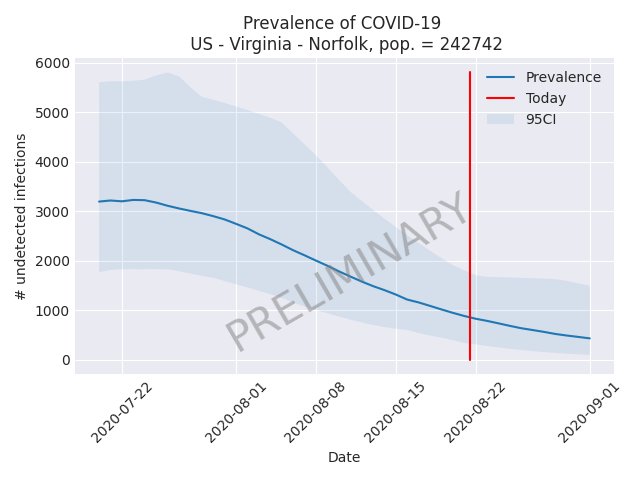 Prevalence of COVID-19
US - Virginia - Norfolk, pop. = 242742
6000
5000
4000
3000
2000
1000
0
# undetected infections
Prevalence
Today
95CI
PRELIMINARY
2020-07-22
2020-08-01
2020-08-08
2020-08-15
2020-08-22
2020-09-01
Date